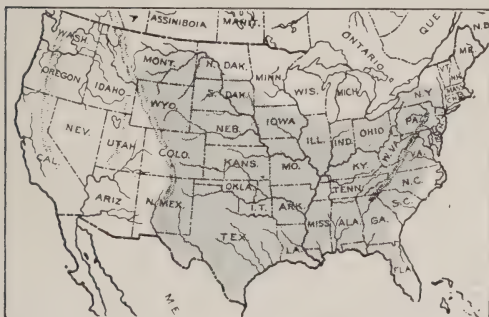 ASSINIBOIA
MAN.
ONTARIO
QUE
N.B.
WASH.
MONT.
N. DAK.
MINN.
ME.
OREGON
IDAHO
S. DAK.
WIS.
MICH.
N.Y.
VT.
N.H.
MASS.
WYO.
IOWA
PA.
NEV.
UTAH
NEB.
ILL.
IND.
OHIO
CAL.
COLO.
KANS.
MO.
KY.
W.VA.
VA.
ARIZ
N. MEX.
OKLA.
I.T.
ARK.
TENN.
N.C.
S.C.
TEX.
LA.
MISS.
ALA.
GA.
FLA.
ME